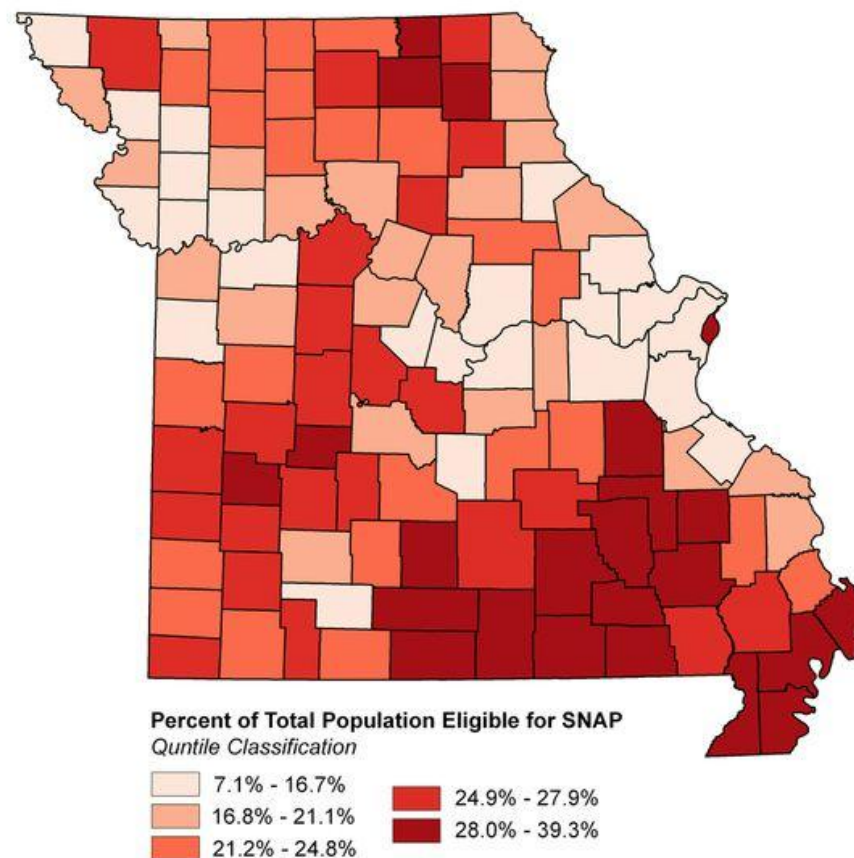 Percent of Total Population Eligible for SNAP
Quntile Classification
7.1% - 16.7%
16.8% - 21.1%
21.2% - 24.8%
24.9% - 27.9%
28.0% - 39.3%